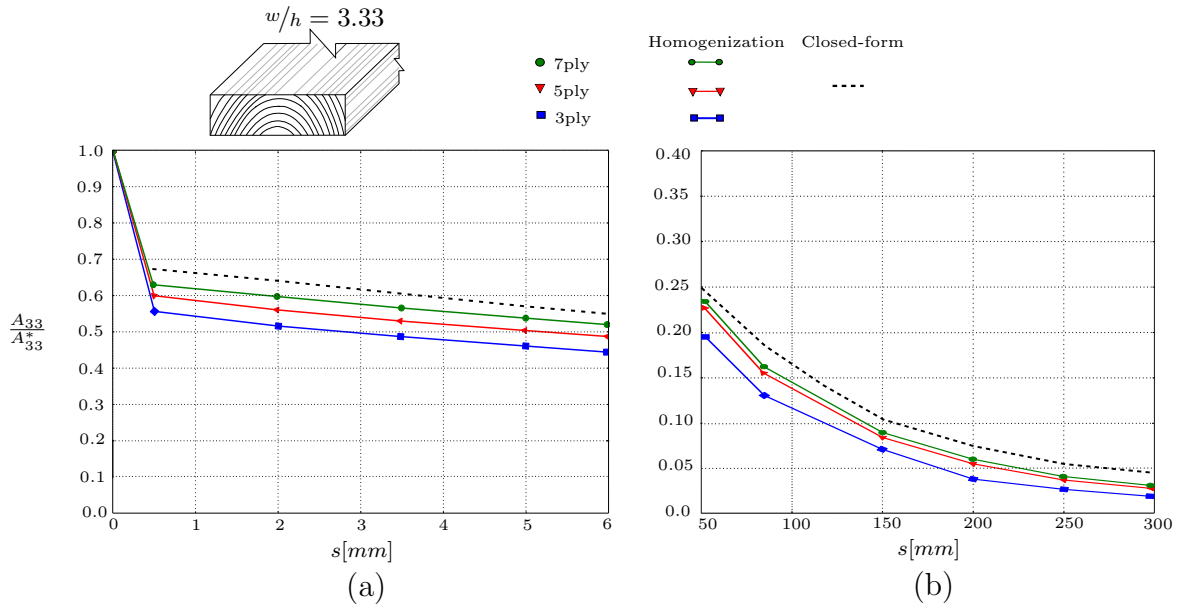 w/h = 3.33
7ply
5ply
3ply
Homogenization Closed-form
1.0
0.9
0.8
0.7
0.6
0.5
0.4
0.3
0.2
0.1
0.0
0 1 2 3 4 5 6
A33
A*33
s[mm]
(a)
0.40
0.35
0.30
0.25
0.20
0.15
0.10
0.05
0.0
50 100 150 200 250 300
s[mm]
(b)